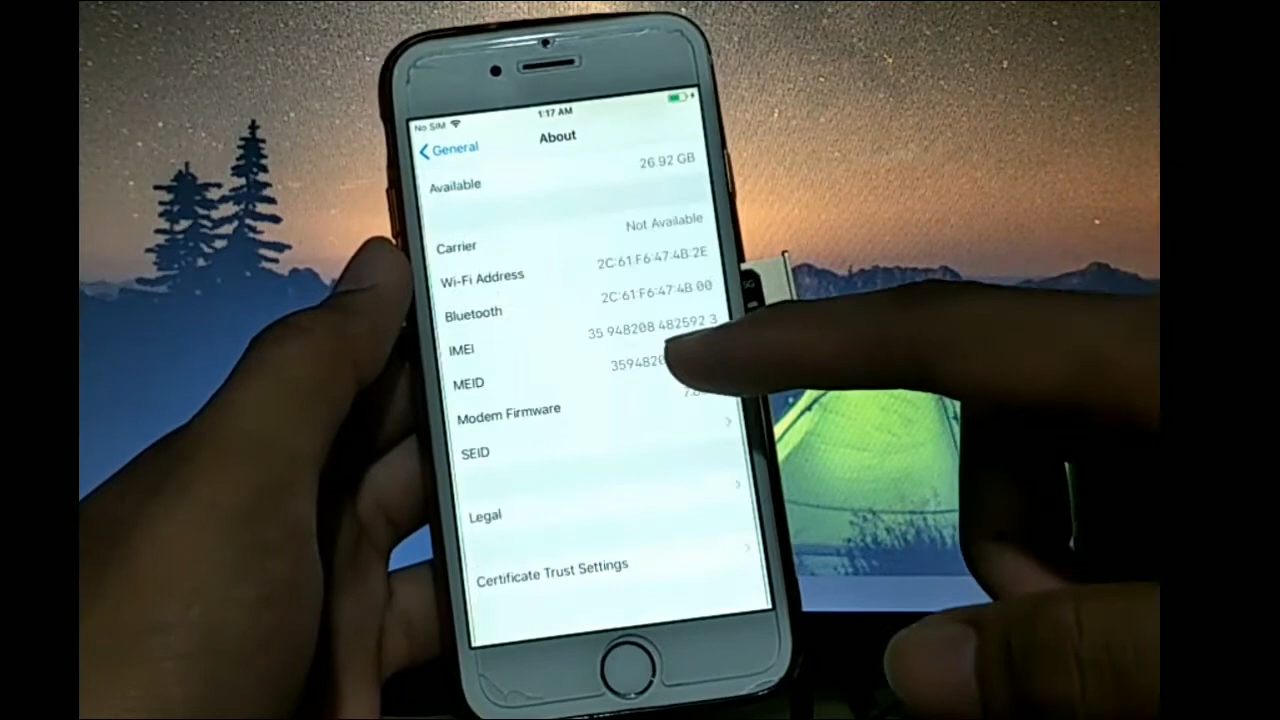 No SIM 1:17 AM
General About
Available 26.92 GB
Carrier Not Available
Wi-Fi Address 2C:61:F6:47:4B:2E
Bluetooth 2C:61:F6:47:4B:00
IMEI 35 948208 482592 3
MEID 3594820
Modem Firmware
SEID
Legal
Certificate Trust Settings
5G